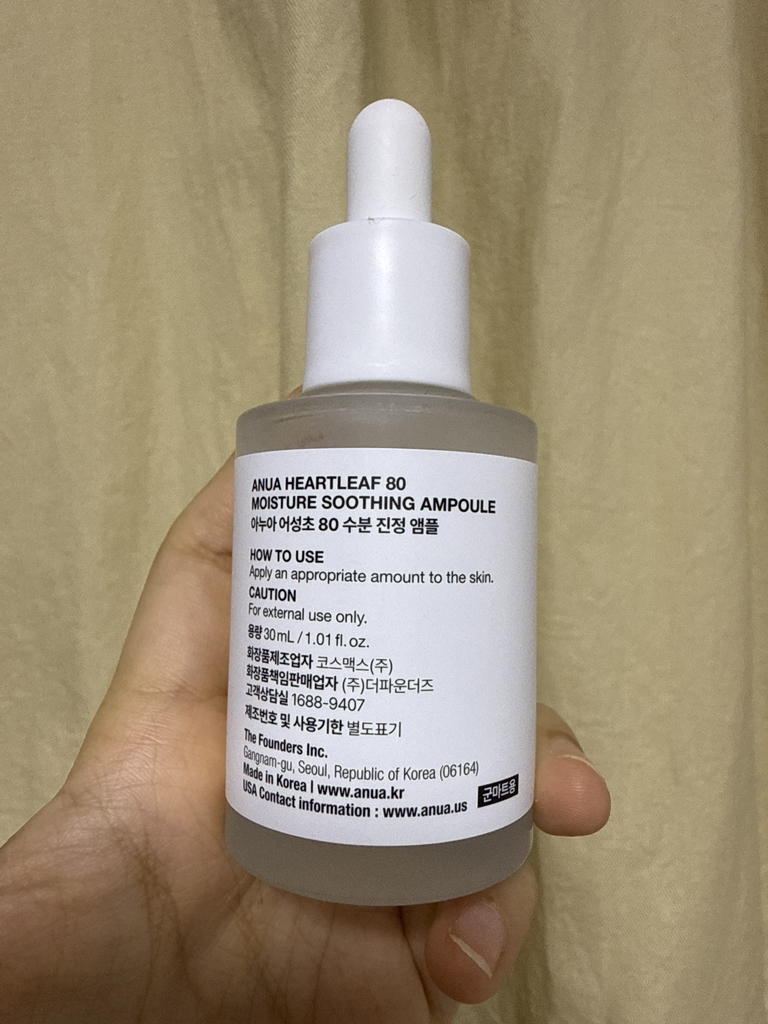 ANUA HEARTLEAF 80
MOISTURE SOOTHING AMPOULE
아누아 어성초 80 수분 진정 앰플
HOW TO USE
Apply an appropriate amount to the skin.
CAUTION
For external use only.
용량 30 mL / 1.01 fl. oz.
화장품제조업자 코스맥스(주)
화장품책임판매업자 (주)더파운더즈
고객상담실 1688-9407
제조번호 및 사용기한 별도표기
The Founders Inc.
Gangnam-gu, Seoul, Republic of Korea (06164)
Made in Korea | www.anua.kr
USA Contact information : www.anua.us
군마트용